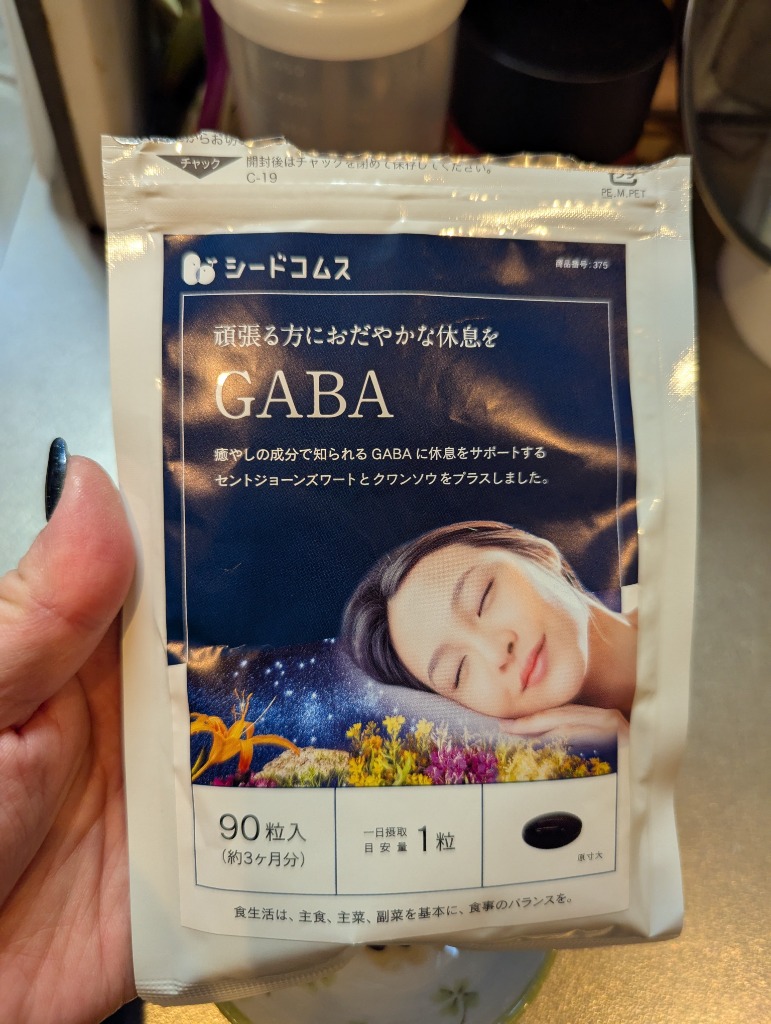 からお切
チャック
開封後はチャックを閉めて保存してください。
C-19
PE,M,PET
シードコムス
商品番号:375
頑張る方におだやかな休息を
GABA
癒やしの成分で知られる GABA に休息をサポートする
セントジョーンズワートとクワンソウをプラスしました。
90粒入
(約3ヶ月分)
一日摂取
目安量
1粒
原寸大
食生活は、主食、主菜、副菜を基本に、食事のバランスを。